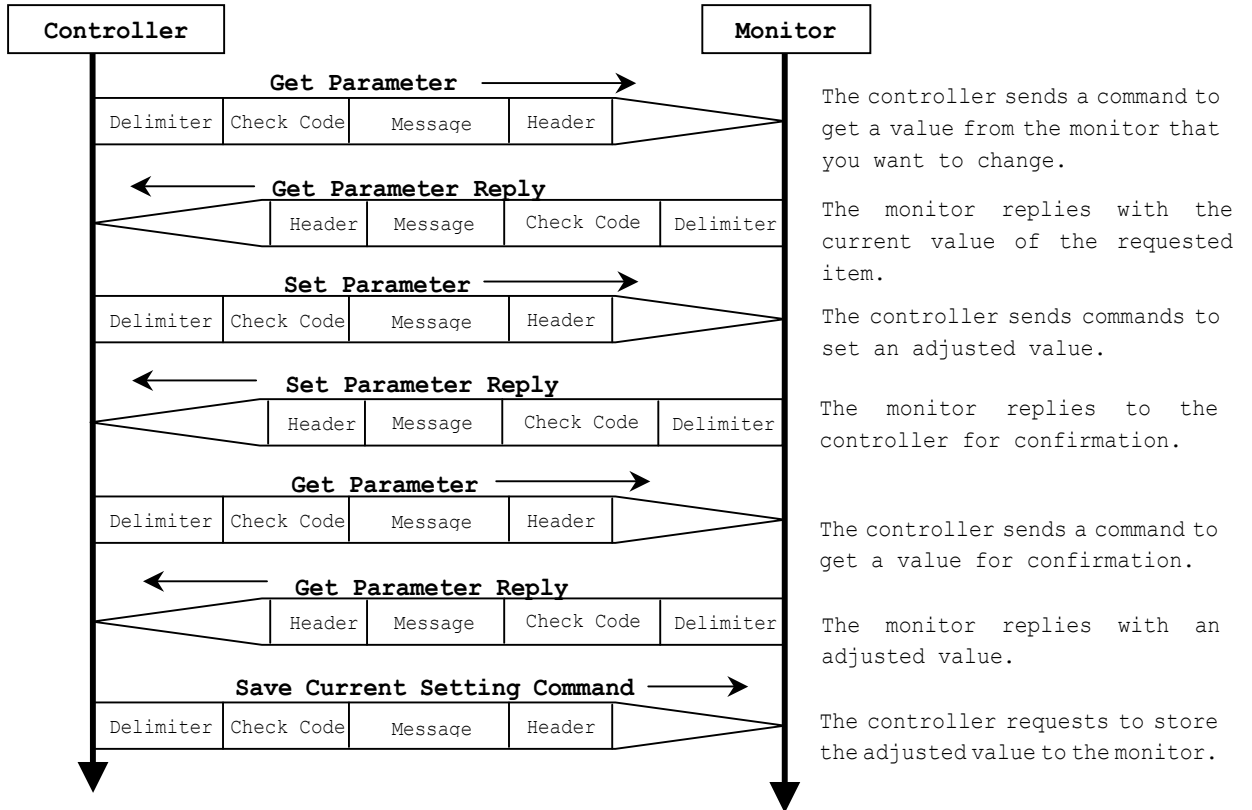 Controller
Monitor
Get Parameter
Delimiter Check Code Message Header
The controller sends a command to
get a value from the monitor that
you want to change.
Get Parameter Reply
Header Message Check Code Delimiter
The monitor replies with the
current value of the requested
item.
Set Parameter
Delimiter Check Code Message Header
The controller sends commands to
set an adjusted value.
Set Parameter Reply
Header Message Check Code Delimiter
The monitor replies to the
controller for confirmation.
Get Parameter
Delimiter Check Code Message Header
The controller sends a command to
get a value for confirmation.
Get Parameter Reply
Header Message Check Code Delimiter
The monitor replies with an
adjusted value.
Save Current Setting Command
Delimiter Check Code Message Header
The controller requests to store
the adjusted value to the monitor.